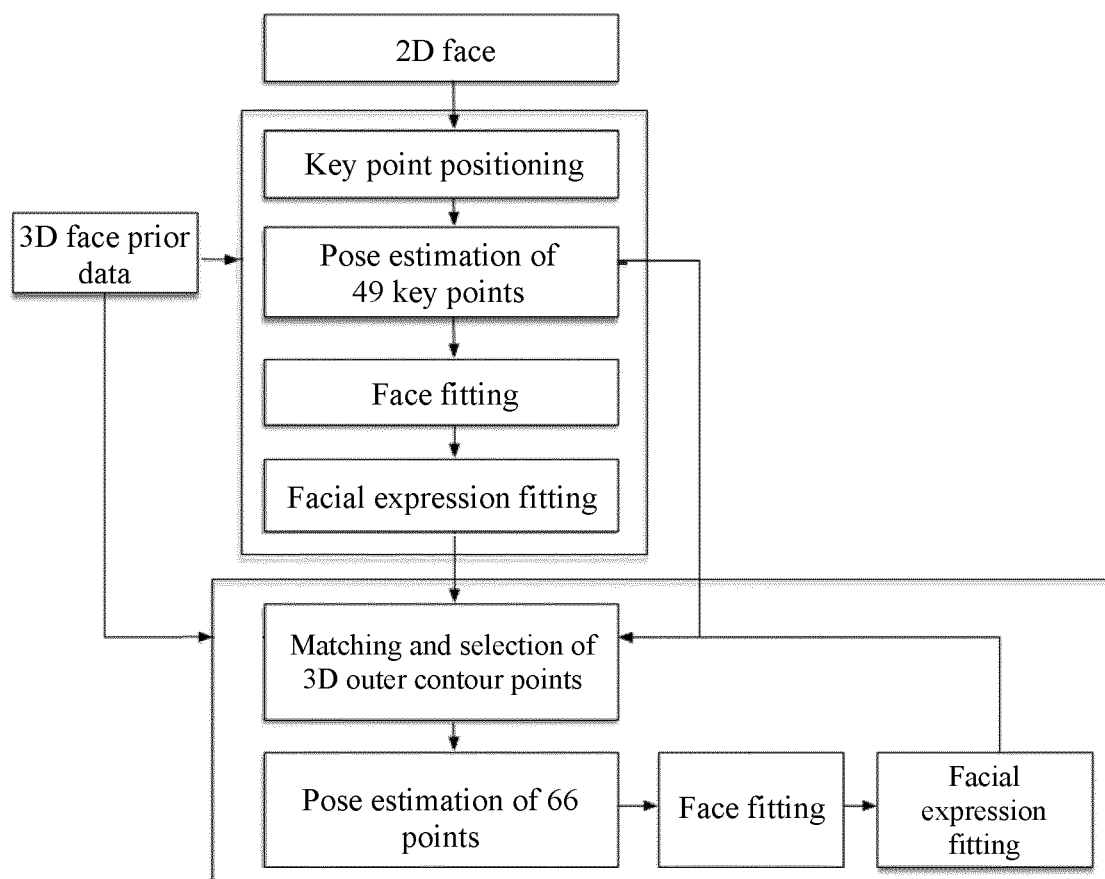 2D face
Key point positioning
3D face prior
data
Pose estimation of
49 key points
Face fitting
Facial expression fitting
Matching and selection of
3D outer contour points
Pose estimation of 66
points
Face fitting
Facial
expression
fitting